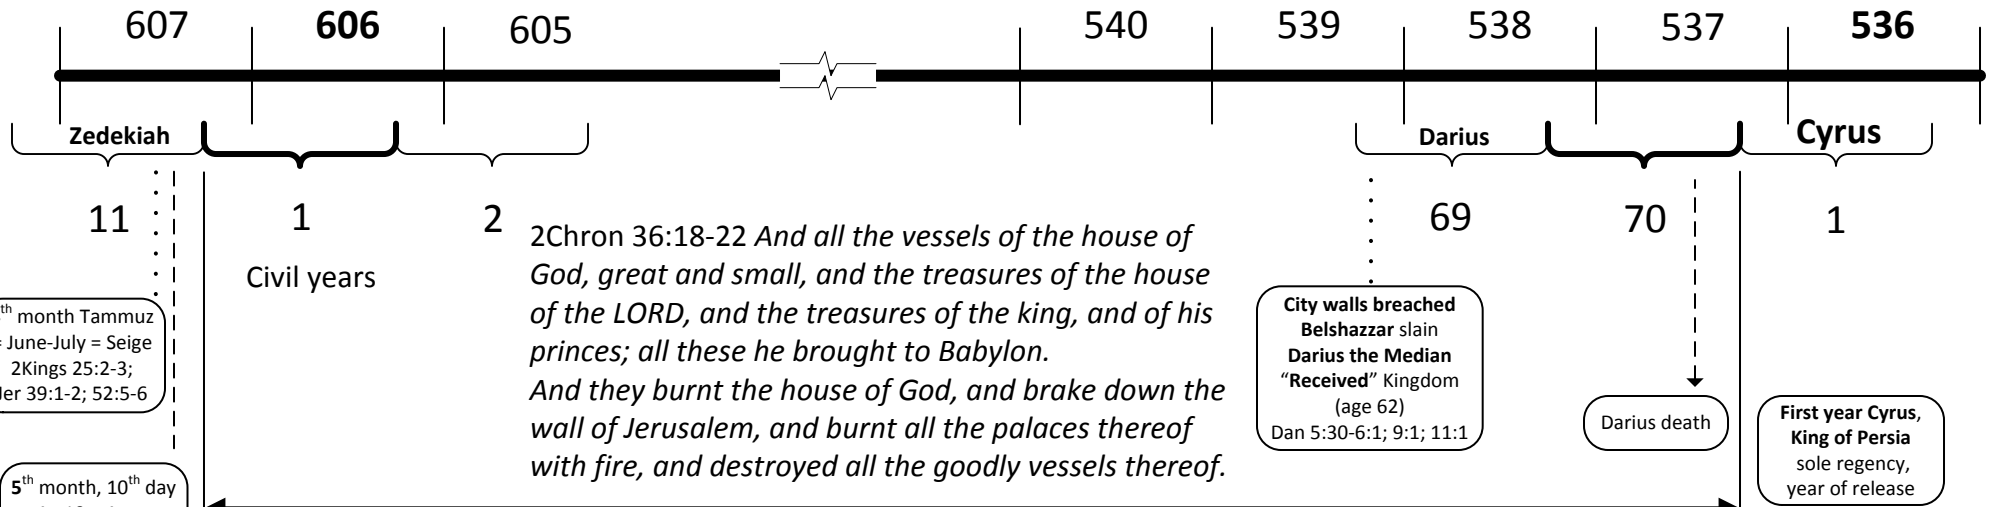 607 606 605 540 539 538 537 536
Zedekiah Darius Cyrus
11 1 2 69 70 1
Civil years
2Chron 36:18-22 And all the vessels of the house of
God, great and small, and the treasures of the house
of the LORD, and the treasures of the king, and of his
princes; all these he brought to Babylon.
And they burnt the house of God, and brake down the
wall of Jerusalem, and burnt all the palaces thereof
with fire, and destroyed all the goodly vessels thereof.
th month Tammuz
= June-July = Seige
2Kings 25:2-3;
Jer 39:1-2; 52:5-6
5th month, 10th day
City walls breached
Belshazzar slain
Darius the Median
“Received” Kingdom
(age 62)
Dan 5:30-6:1; 9:1; 11:1
Darius death
First year Cyrus,
King of Persia
sole regency,
year of release